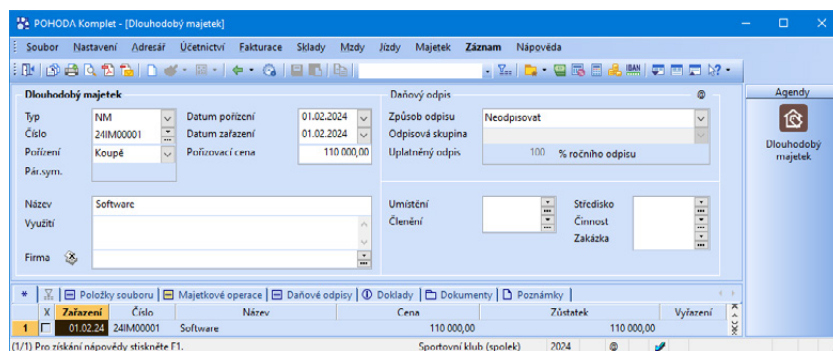 POHODA Komplet - [Dlouhodobý majetek]
Soubor Nastavení Adresář Účetnictví Fakturace Sklady Mzdy Jízdy Majetek Záznam Nápověda
IBAN
Dlouhodobý majetek Daňový odpis @ Agendy
Typ NM Datum pořízení 01.02.2024 Způsob odpisu Neodpisovat
Číslo 24IM00001 Datum zařazení 01.02.2024 Odpisová skupina
Pořízení Koupě Pořizovací cena 110 000,00 Uplatněný odpis 100 % ročního odpisu
Dlouhodobý
majetek
Pár.sym.
Název Software Umístění Středisko
Využití Členění Činnost
Zakázka
Firma
* Položky souboru Majetkové operace Daňové odpisy Doklady Dokumenty Poznámky
X Zařazení Číslo Název Cena Zůstatek Vyřazení
1 01.02.24 24IM00001 Software 110 000,00 110 000,00
(1/1) Pro získání nápovědy stiskněte F1. Sportovní klub (spolek) 2024 @